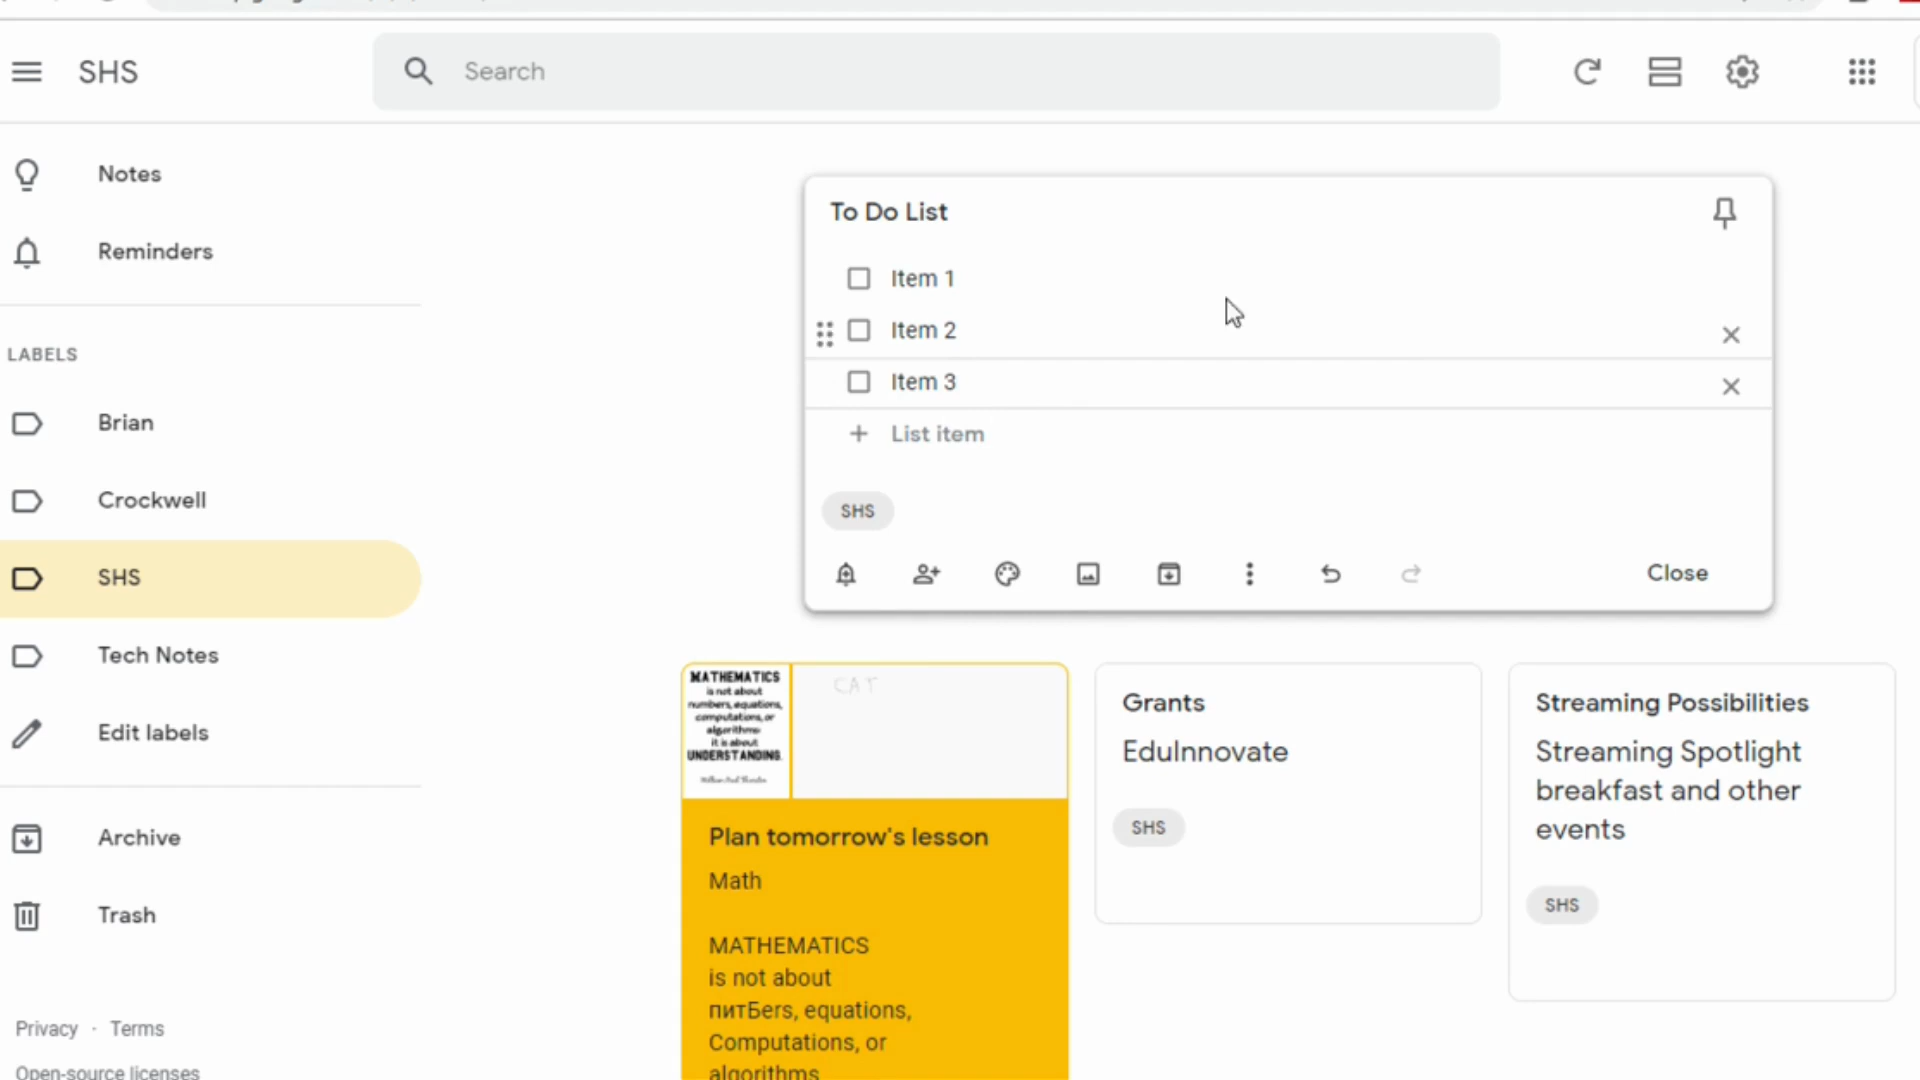 SHS
Search
Notes
Reminders
LABELS
Brian
Crockwell
SHS
Tech Notes
Edit labels
Archive
Trash
Privacy · Terms
Open-source licenses
To Do List
Item 1
Item 2
Item 3
+ List item
SHS
Close
MATHEMATICS
is not about
numbers, equations,
computations, or
algorithms
it is about
UNDERSTANDING.
CAT
Plan tomorrow's lesson
Math
MATHEMATICS
is not about
питБers, equations,
Computations, or
algorithms
Grants
EduInnovate
SHS
Streaming Possibilities
Streaming Spotlight
breakfast and other
events
SHS